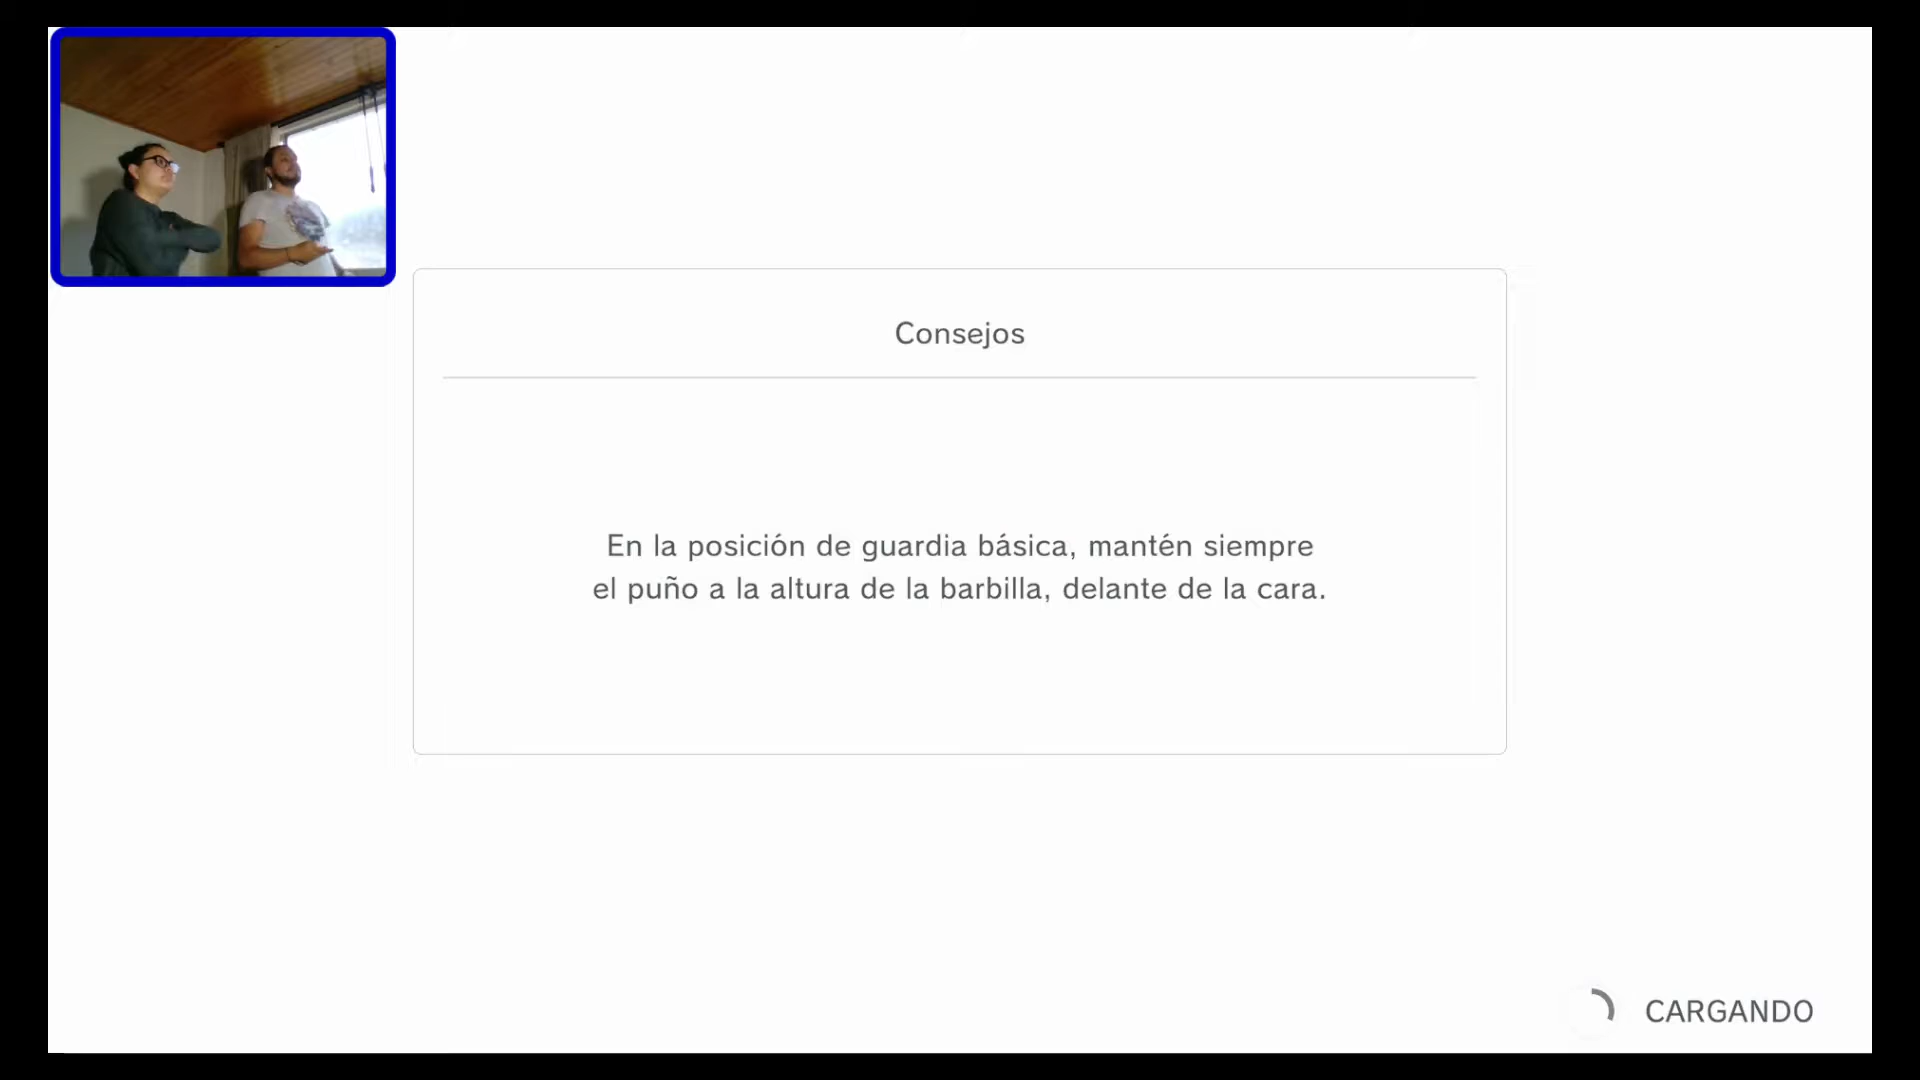 Consejos
En la posición de guardia básica, mantén siempre
el puño a la altura de la barbilla, delante de la cara.
CARGANDO